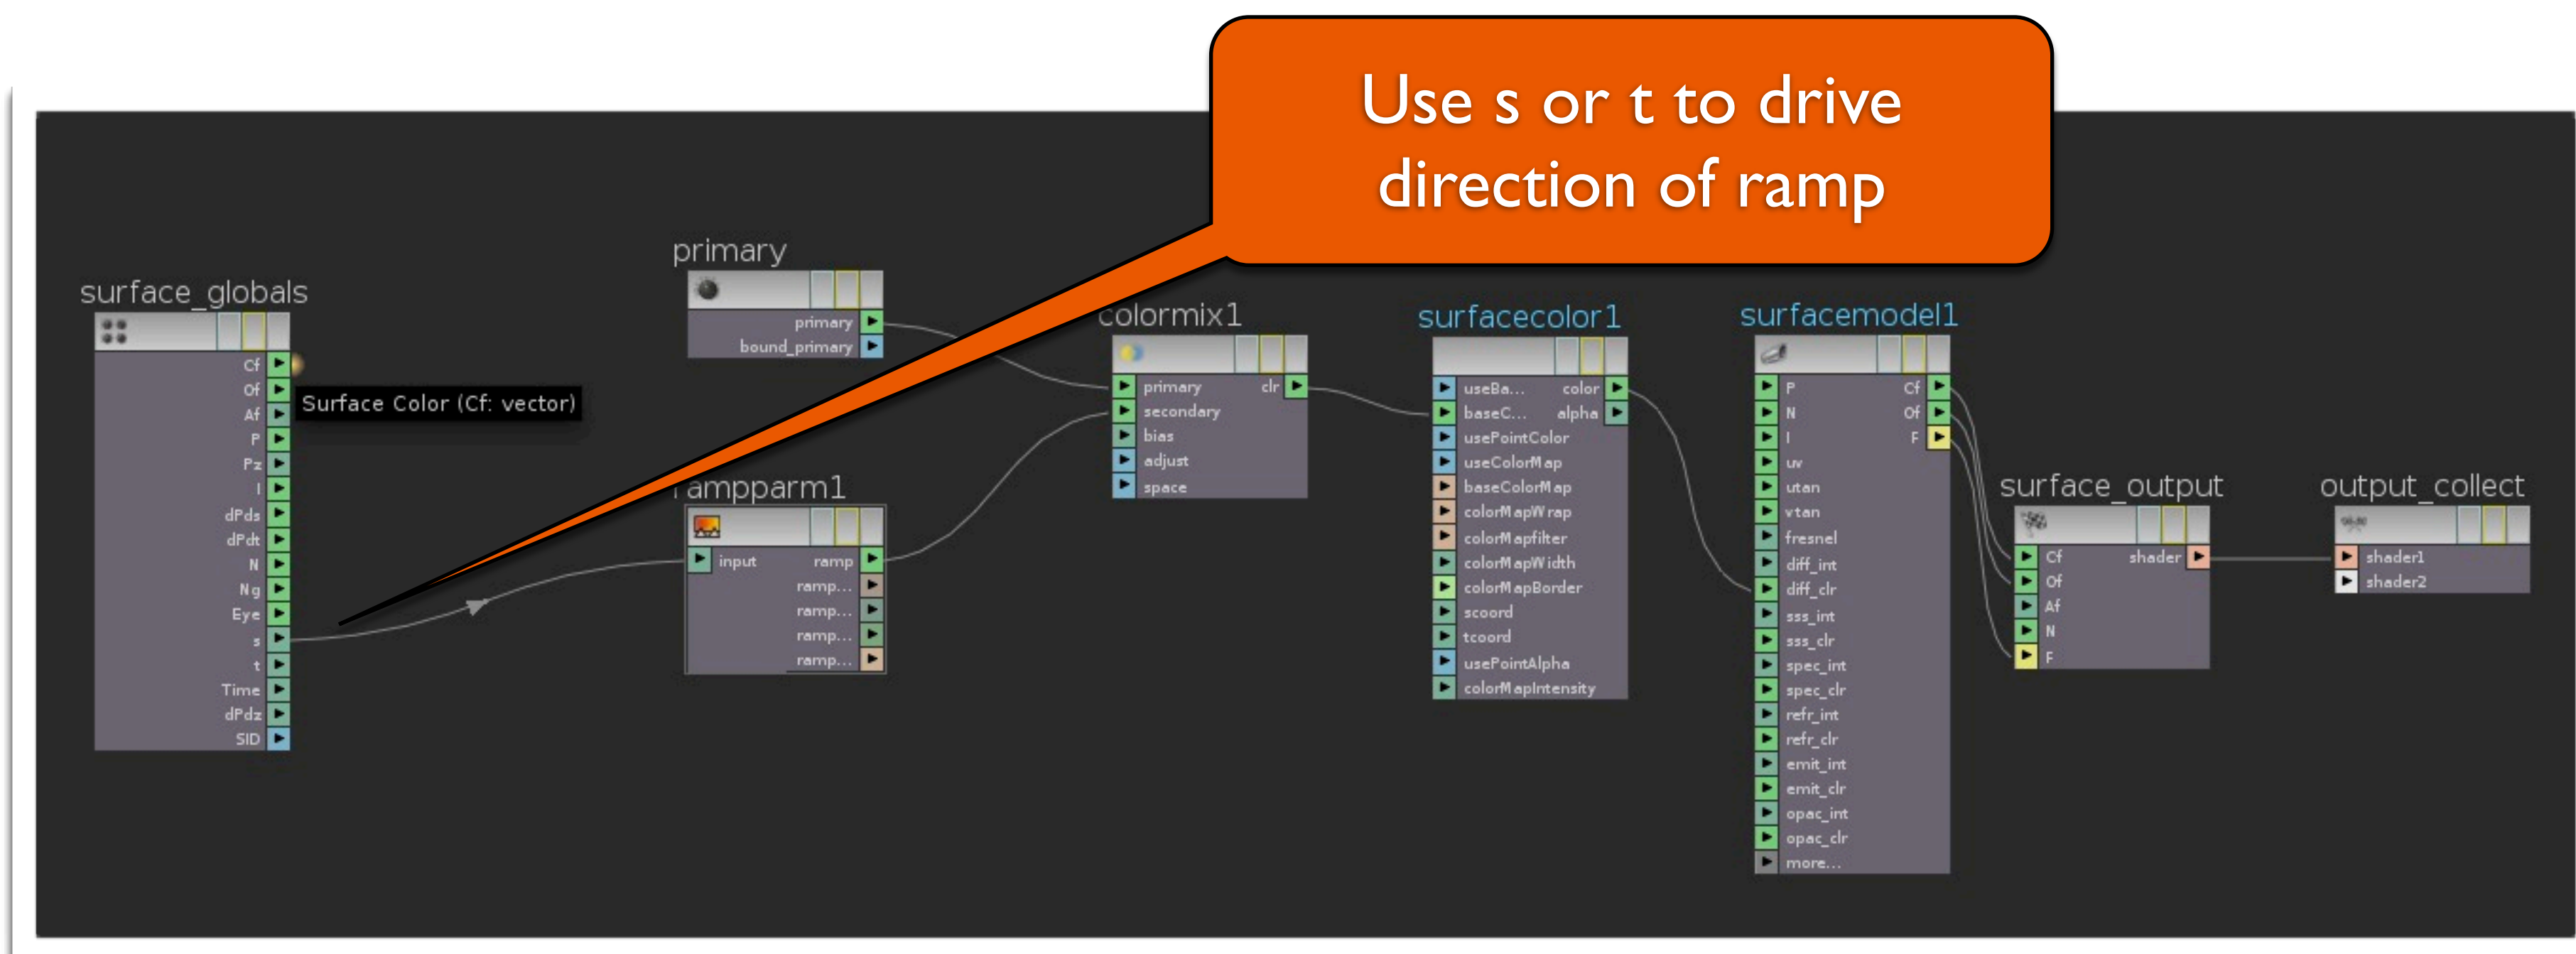 Use s or t to drive
direction of ramp
surface_globals
Cf
Of
Af
P
Pz
I
dPds
dPdt
N
Ng
Eye
s
t
Time
dPdz
SID
Surface Color (Cf: vector)
primary
primary
bound_primary
rampparm1
input ramp
ramp...
ramp...
ramp...
ramp...
colormix1
primary clr
secondary
bias
adjust
space
surfacecolor1
useBa... color
baseC... alpha
usePointColor
useColorMap
baseColorMap
colorMapWrap
colorMapfilter
colorMapWidth
colorMapBorder
scoord
tcoord
usePointAlpha
colorMapIntensity
surfacemodel1
P Cf
N Of
I F
uv
utan
vtan
fresnel
diff_int
diff_clr
sss_int
sss_clr
spec_int
spec_clr
refr_int
refr_clr
emit_int
emit_clr
opac_int
opac_clr
more...
surface_output
Cf shader
Of
Af
N
F
output_collect
shader1
shader2